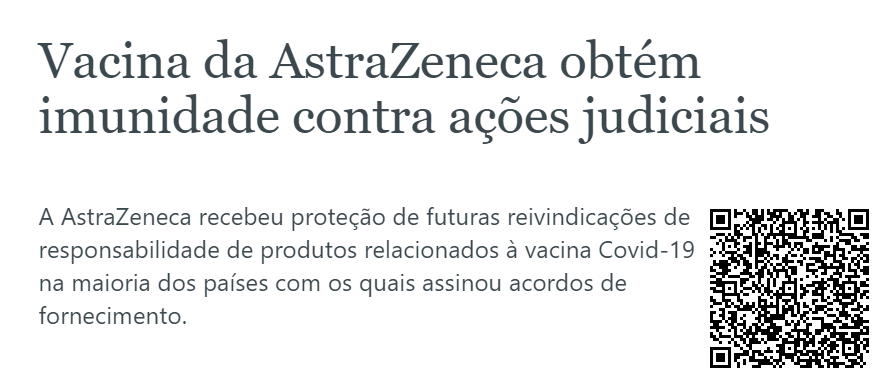 Vacina da AstraZeneca obtém
imunidade contra ações judiciais
A AstraZeneca recebeu proteção de futuras reivindicações de
responsabilidade de produtos relacionados à vacina Covid-19
na maioria dos países com os quais assinou acordos de
fornecimento.